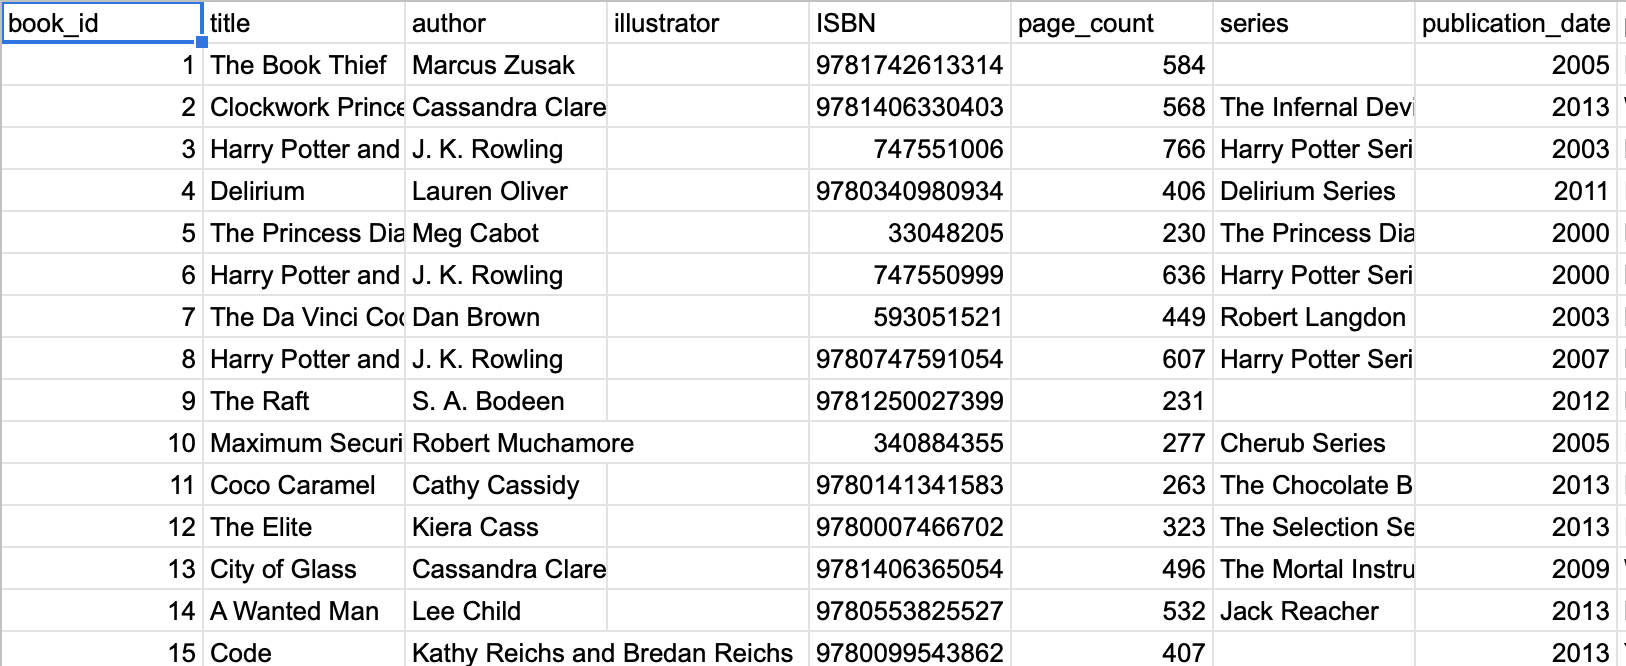 book_id title author illustrator ISBN page_count series publication_date
1 The Book Thief Marcus Zusak 9781742613314 584 2005
2 Clockwork Prince Cassandra Clare 9781406330403 568 The Infernal Devi 2013
3 Harry Potter and J. K. Rowling 747551006 766 Harry Potter Seri 2003
4 Delirium Lauren Oliver 9780340980934 406 Delirium Series 2011
5 The Princess Dia Meg Cabot 33048205 230 The Princess Dia 2000
6 Harry Potter and J. K. Rowling 747550999 636 Harry Potter Seri 2000
7 The Da Vinci Co Dan Brown 593051521 449 Robert Langdon 2003
8 Harry Potter and J. K. Rowling 9780747591054 607 Harry Potter Seri 2007
9 The Raft S. A. Bodeen 9781250027399 231 2012
10 Maximum Securi Robert Muchamore 340884355 277 Cherub Series 2005
11 Coco Caramel Cathy Cassidy 9780141341583 263 The Chocolate B 2013
12 The Elite Kiera Cass 9780007466702 323 The Selection Se 2013
13 City of Glass Cassandra Clare 9781406365054 496 The Mortal Instru 2009
14 A Wanted Man Lee Child 9780553825527 532 Jack Reacher 2013
15 Code Kathy Reichs and Bredan Reichs 9780099543862 407 2013